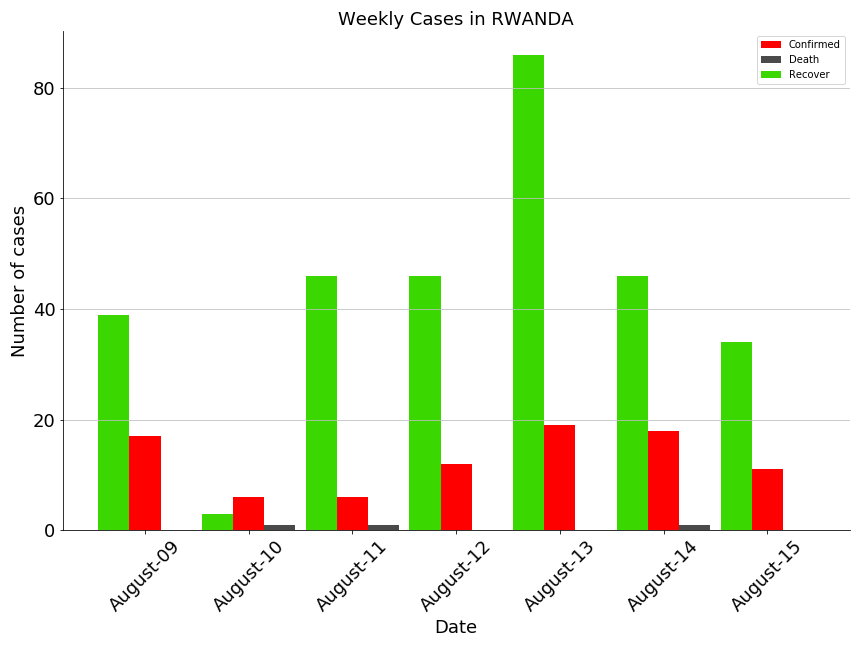 Weekly Cases in RWANDA
Confirmed
Death
Recover
Number of cases
80
60
40
20
0
August-09
August-10
August-11
August-12
August-13
August-14
August-15
Date